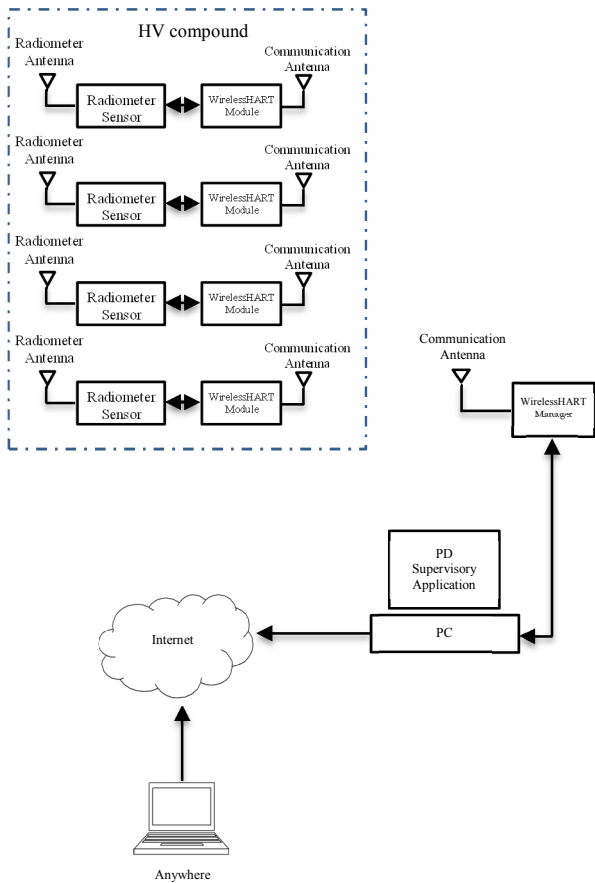 HV compound
Radiometer
Antenna
Communication
Antenna
Radiometer
Sensor
WirelessHART
Module
Radiometer
Antenna
Communication
Antenna
Radiometer
Sensor
WirelessHART
Module
Radiometer
Antenna
Communication
Antenna
Radiometer
Sensor
WirelessHART
Module
Radiometer
Antenna
Communication
Antenna
Radiometer
Sensor
WirelessHART
Module
Communication
Antenna
WirelessHART
Manager
PD
Supervisory
Application
PC
Internet
Anywhere